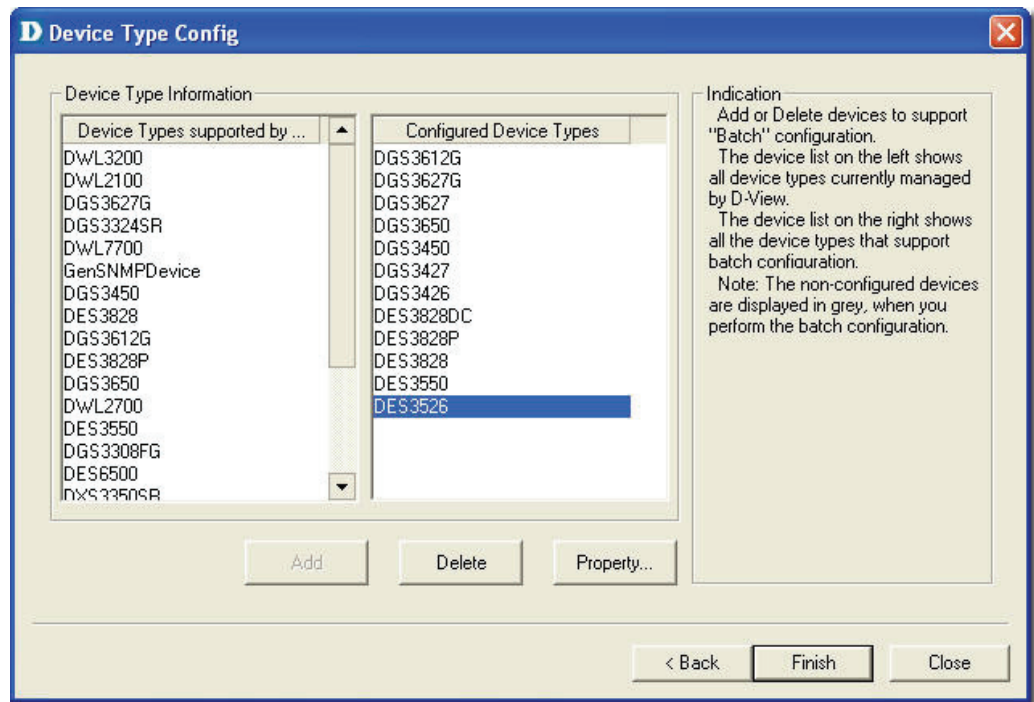 D Device Type Config
Device Type Information
Device Types supported by ...
DWL3200
DWL2100
DGS3627G
DGS3324SR
DWL7700
GenSNMPDevice
DGS3450
DES3828
DGS3612G
DES3828P
DGS3650
DWL2700
DES3550
DGS3308FG
DES6500
DXS3350SR
Configured Device Types
DGS3612G
DGS3627G
DGS3627
DGS3650
DGS3450
DGS3427
DGS3426
DES3828DC
DES3828P
DES3828
DES3550
DES3526
Indication
Add or Delete devices to support
"Batch" configuration.
The device list on the left shows
all device types currently managed
by D-View.
The device list on the right shows
all the device types that support
batch configuration.
Note: The non-configured devices
are displayed in grey, when you
perform the batch configuration.
Add
Delete
Property...
< Back
Finish
Close